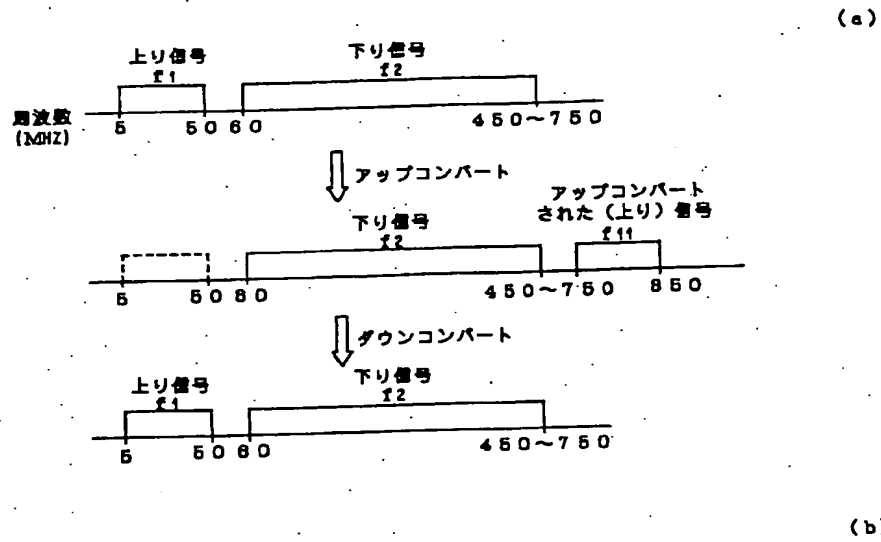 (a)
上り信号
f1
下り信号
f2
周波数
(MHZ)
5 50 60 450~750
アップコンバート
下り信号
f2
アップコンバート
された(上り)信号
f11
5 50 60 450~750 850
ダウンコンバート
上り信号
f1
下り信号
f2
5 50 60 450~750
(b)